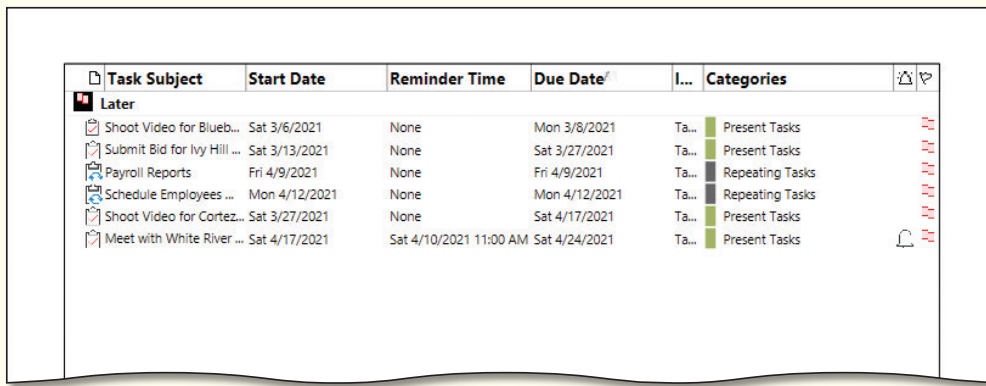 Task Subject Start Date Reminder Time Due Date I... Categories
Later
Shoot Video for Blueb... Sat 3/6/2021 None Mon 3/8/2021 Ta... Present Tasks
Submit Bid for Ivy Hill ... Sat 3/13/2021 None Sat 3/27/2021 Ta... Present Tasks
Payroll Reports Fri 4/9/2021 None Fri 4/9/2021 Ta... Repeating Tasks
Schedule Employees ... Mon 4/12/2021 None Mon 4/12/2021 Ta... Repeating Tasks
Shoot Video for Cortez... Sat 3/27/2021 None Sat 4/17/2021 Ta... Present Tasks
Meet with White River ... Sat 4/17/2021 Sat 4/10/2021 11:00 AM Sat 4/24/2021 Ta... Present Tasks